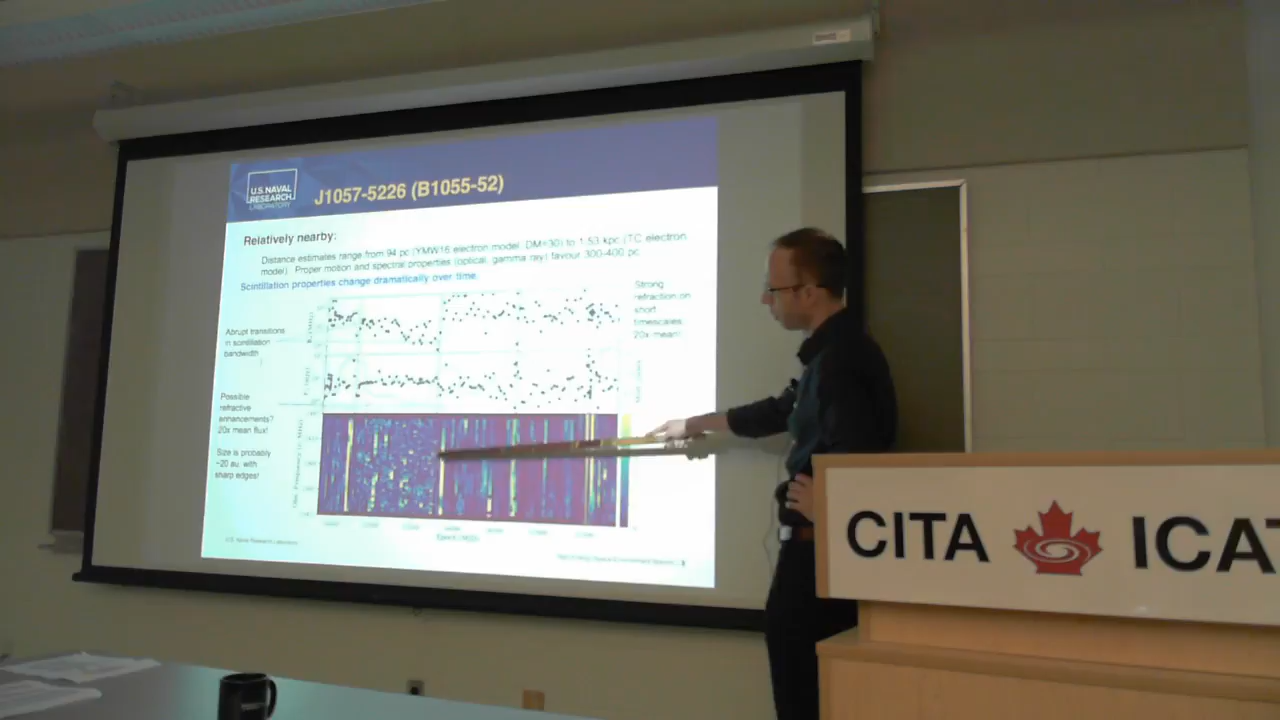 U.S. NAVAL
RESEARCH
LABORATORY
J1057-5226 (B1055-52)
Relatively nearby:
Distance estimates range from 94 pc (YMW16 electron model, DM=30) to 1.53 kpc (TC electron
model). Proper motion and spectral properties (optical, gamma ray) favour 300-400 pc.
Scintillation properties change dramatically over time.
Abrupt transitions
in scintillation
bandwidth
Strong
refraction on
short
timescales
20x mean!
Possible
refractive
enhancements?
20x mean flux!
Size is probably
~20 au, with
sharp edges!
U.S. Naval Research Laboratory
CITA ICAT